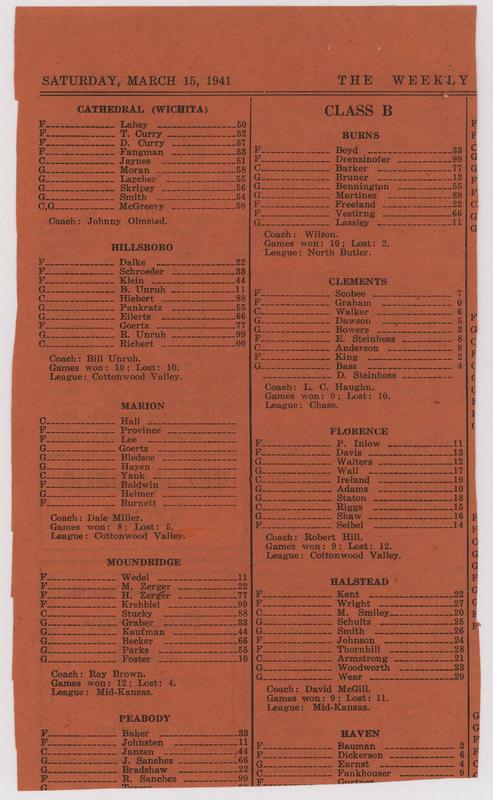 SATURDAY, MARCH 15, 1941
THE WEEKLY
CATHEDRAL (WICHITA)
F Lahey 50
F T. Curry 52
F D. Curry 57
F Fangman 53
C Jaynes 51
G Moran 58
G Larcher 55
G Skripsy 56
G Smith 54
C,G McGreevy 59
Coach: Johnny Olmsted.
HILLSBORO
F Dalke 22
F Schroeder 33
F Klein 44
G B. Unruh 11
C Hiebert 88
G Pankratz 55
G Eilerts 66
F Goertz 77
G R. Unruh 99
C Richert 00
Coach: Bill Unruh.
Games won: 10; Lost: 10.
League: Cottonwood Valley.
MARION
C Hall
F Province
F Lee
G Goertz
G Bledsoe
G Hayen
C Yauk
F Baldwin
G Helmer
F Burnett
Coach: Dale Miller.
Games won: 8; Lost: 5.
League: Cottonwood Valley.
MOUNDRIDGE
F Wedel 11
F M. Zerger 22
F H. Zerger 77
F Krehbiel 99
C Stucky 88
G Graber 33
G Kaufman 44
G Becker 66
G Parks 55
G Foster 10
Coach: Ray Brown.
Games won: 12; Lost: 4.
League: Mid-Kansas.
PEABODY
F Baker 33
F Johnsten 11
C Janzen 44
G J. Sanchez 66
G Bradshaw 22
F R. Sanchez 99
CLASS B
BURNS
F Boyd 33
F Drenzinofer 99
C Barker 77
G Bruner 13
G Bennington 55
G Martinez 88
F Freeland 22
F Vestirng 66
G Lassley 11
Coach: Wilson.
Games won: 10; Lost: 2.
League: North Butler.
CLEMENTS
F Scobee 7
F Graham 0
C Walker 6
G Dawson 5
G Bowers 3
F E. Steinhoss 8
C Anderson 9
F King 2
G Bass 4
D. Steinhoss
Coach: L. C. Haughn.
Games won: 9; Lost: 10.
League: Chase.
FLORENCE
F P. Inlow 11
F Davis 13
G Walters 12
G Wall 17
C Ireland 19
G Adams 10
G Staton 18
C Riggs 15
G Shaw 16
F Seibel 14
Coach: Robert Hill.
Games won: 9; Lost: 12.
League: Cottonwood Valley.
HALSTEAD
F Kent 22
F Wright 27
C M. Smiley 20
G Schults 25
G Smith 26
F Johnson 24
F Thornhill 28
C Armstrong 21
G Woodworth 23
G Wear 29
Coach: David McGill.
Games won: 9; Lost: 11.
League: Mid-Kansas.
HAVEN
F Bauman 3
F Dickerson 6
G Earnst 4
C Fankhouser 9